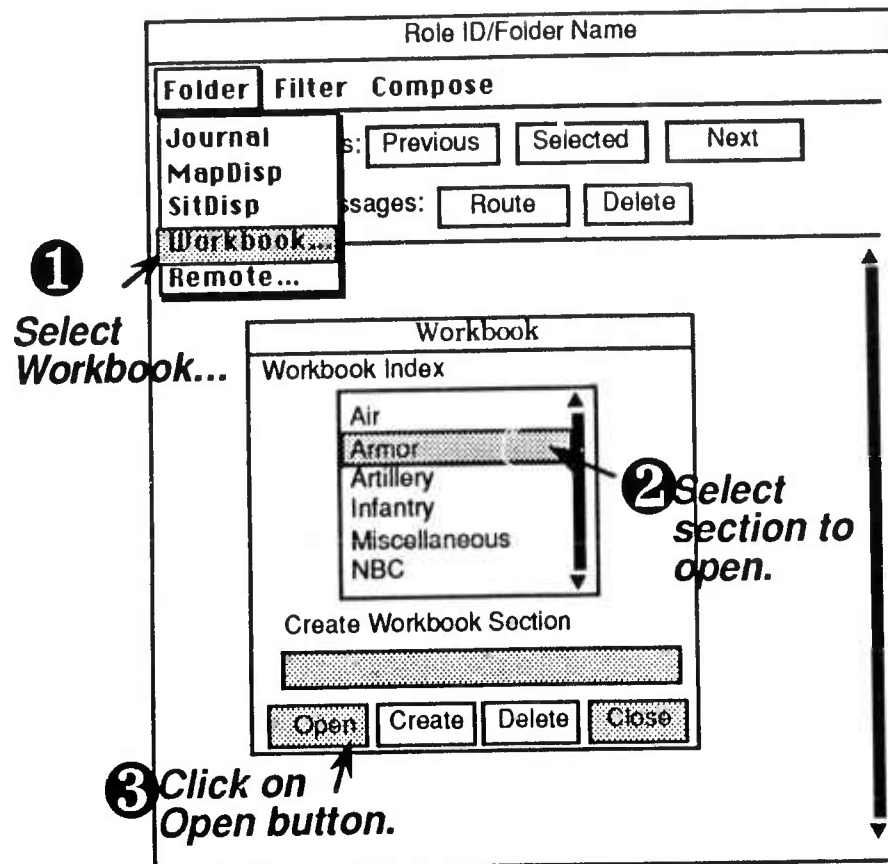 Role ID/Folder Name
Folder Filter Compose
Journal
s: Previous Selected Next
MapDisp
SitDisp
ssages: Route Delete
Workbook...
Remote...
1
Select
Workbook...
Workbook
Workbook Index
Air
Armor
Artillery
Infantry
Miscellaneous
NBC
2 Select
section to
open.
Create Workbook Section
Open Create Delete Close
3 Click on
Open button.